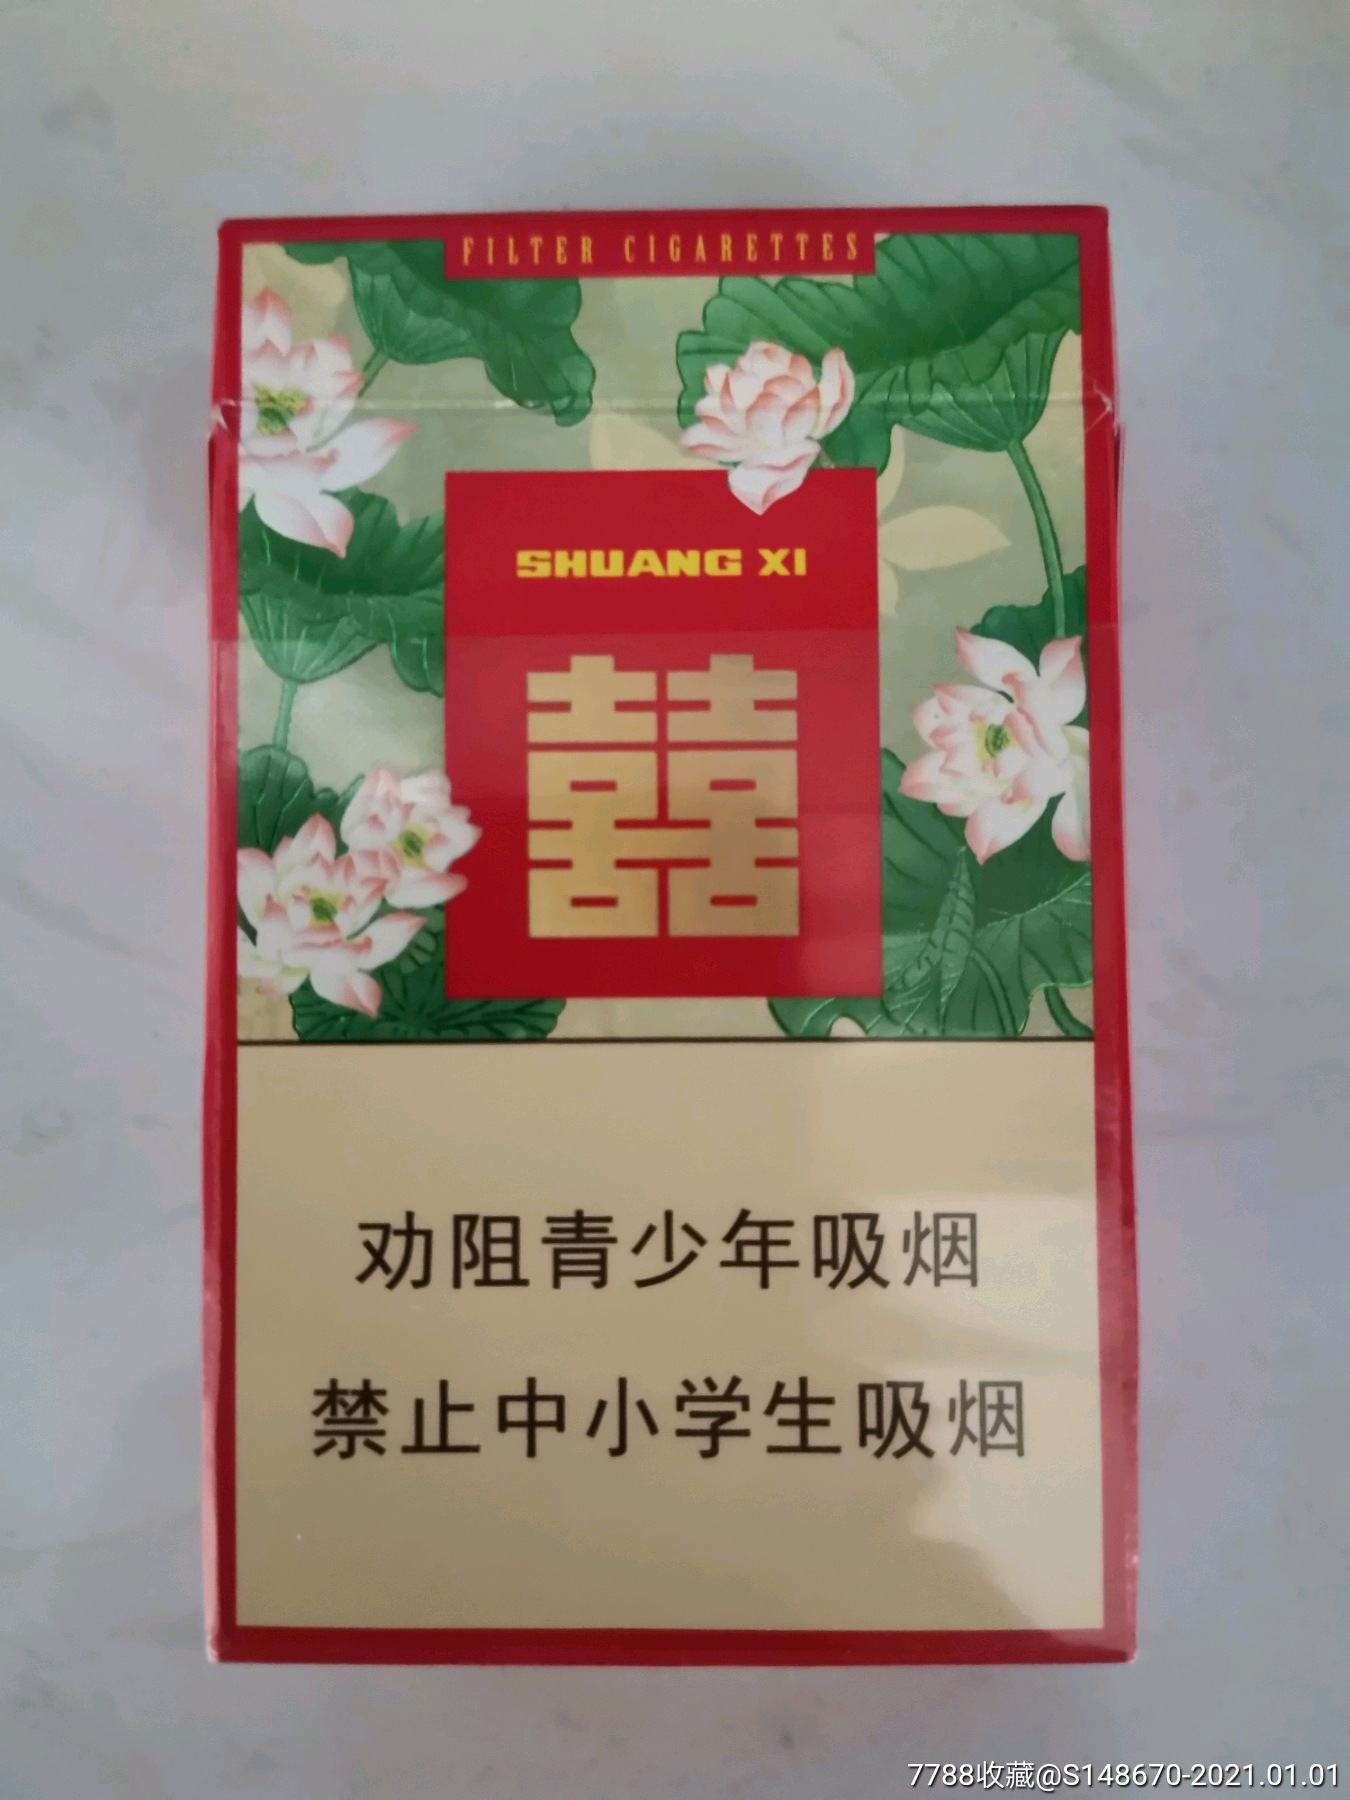 FILTER CIGARETTES
SHUANG XI
囍
劝阻青少年吸烟
禁止中小学生吸烟
7788收藏@S148670-2021.01.01